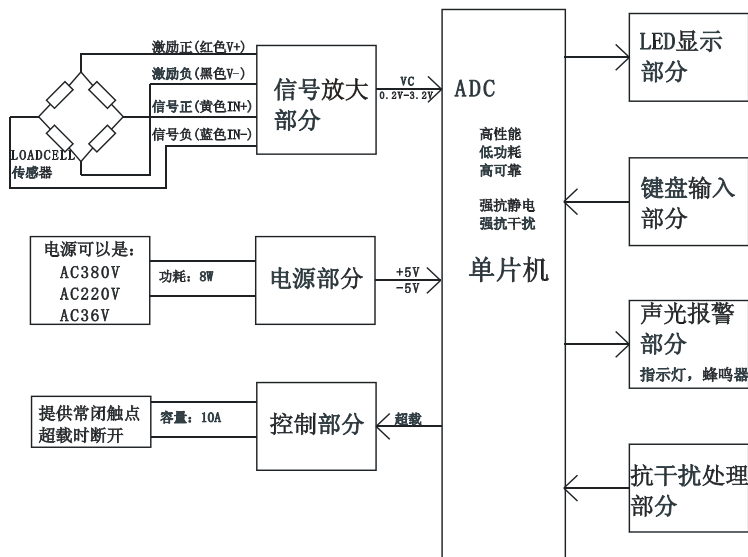 激励正(红色V+)
激励负(黑色V-)
信号正(黄色IN+)
信号负(蓝色IN-)
LOADCELL
传感器
信号放大
部分
VC
0.2V-3.2V
ADC
高性能
低功耗
高可靠
强抗静电
强抗干扰
单片机
LED显示
部分
键盘输入
部分
声光报警
部分
指示灯，蜂鸣器
抗干扰处理
部分
电源可以是：
AC380V
AC220V
AC36V
功耗：8W
电源部分
+5V
-5V
提供常闭触点
超载时断开
容量：10A
控制部分
超载